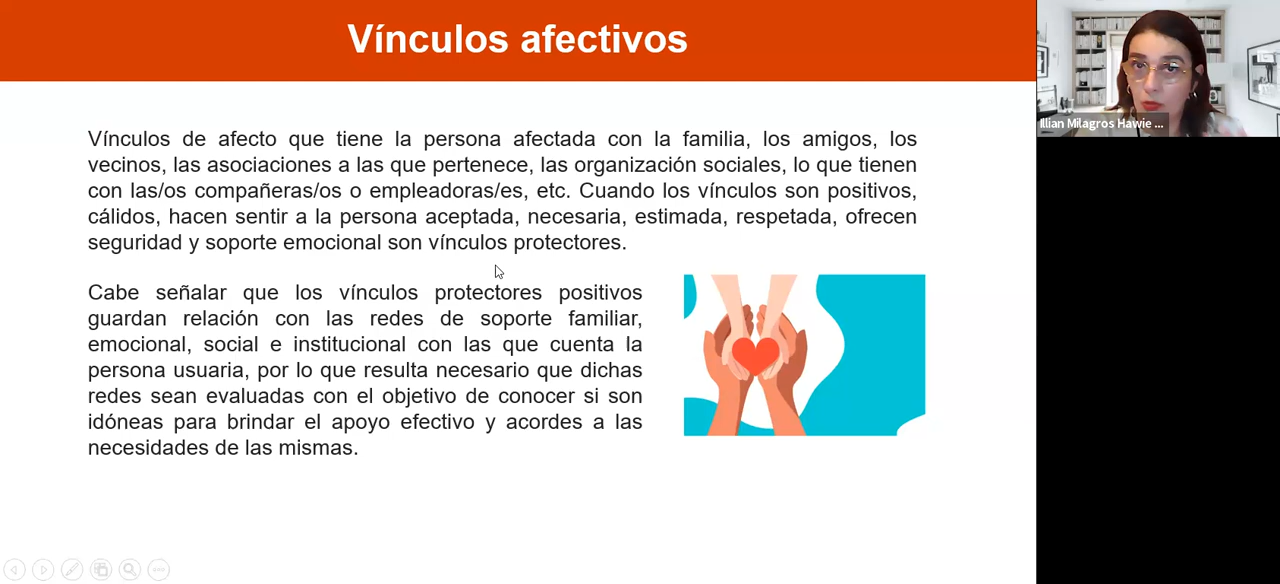 Vínculos afectivos
Vínculos de afecto que tiene la persona afectada con la familia, los amigos, los
vecinos, las asociaciones a las que pertenece, las organización sociales, lo que tienen
con las/os compañeras/os o empleadoras/es, etc. Cuando los vínculos son positivos,
cálidos, hacen sentir a la persona aceptada, necesaria, estimada, respetada, ofrecen
seguridad y soporte emocional son vínculos protectores.
Cabe señalar que los vínculos protectores positivos
guardan relación con las redes de soporte familiar,
emocional, social e institucional con las que cuenta la
persona usuaria, por lo que resulta necesario que dichas
redes sean evaluadas con el objetivo de conocer si son
idóneas para brindar el apoyo efectivo y acordes a las
necesidades de las mismas.
Illian Milagros Hawie ...